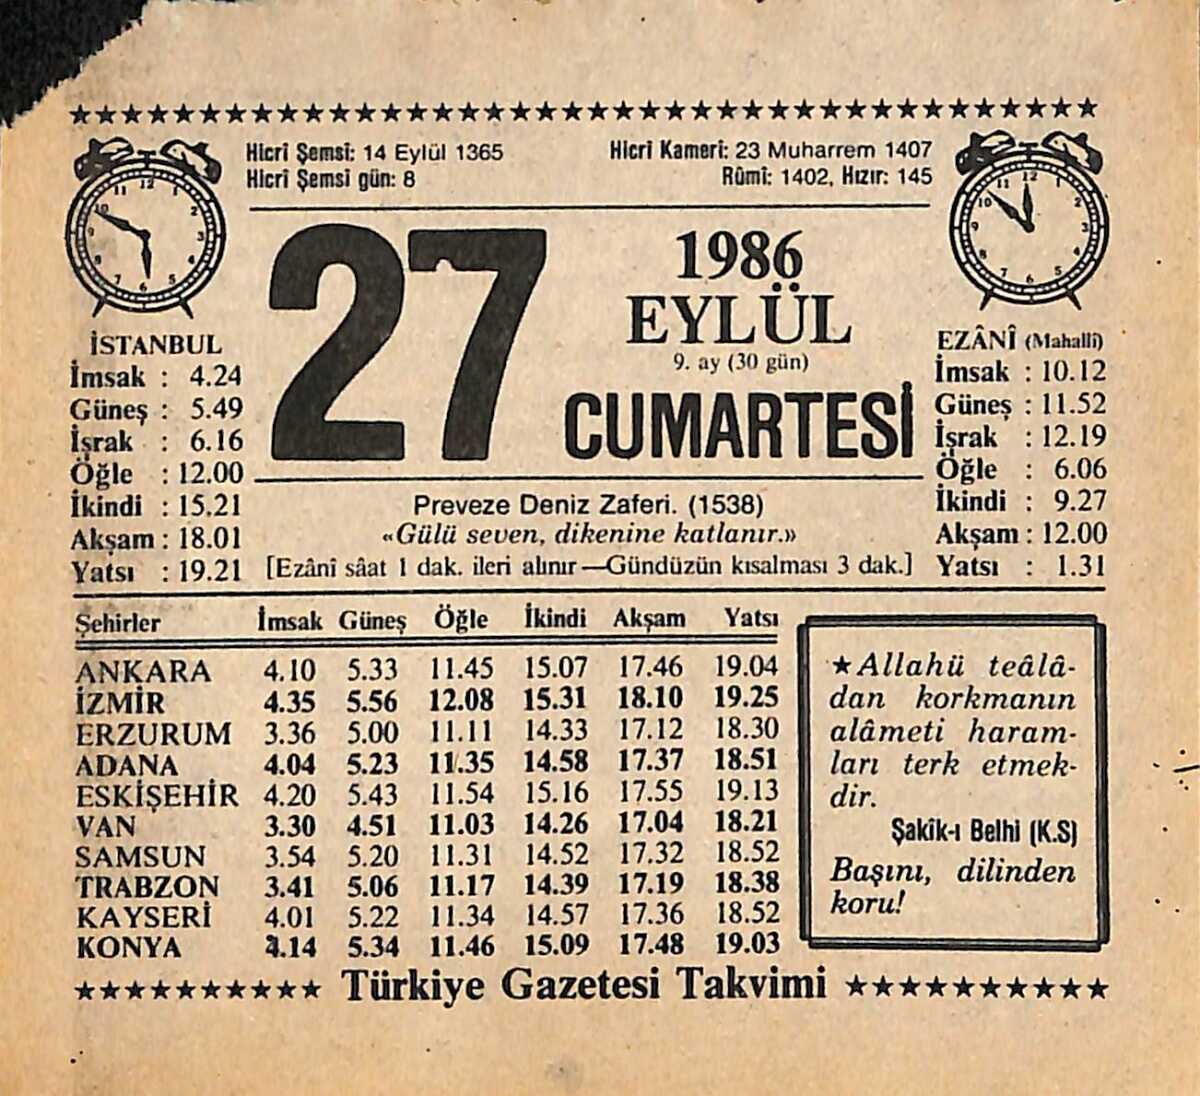 ★★★★★★★★★★★★★★★★★★★★★★★★★★★★★★★★★★★★★★★★
Hicrî Şemsî: 14 Eylül 1365
Hicrî Şemsî gün: 8
Hicrî Kamerî: 23 Muharrem 1407
Rûmî: 1402, Hızır: 145
27
1986
EYLÜL
9. ay (30 gün)
CUMARTESİ
İSTANBUL
İmsak : 4.24
Güneş : 5.49
İşrak : 6.16
Öğle : 12.00
İkindi : 15.21
Akşam : 18.01
Yatsı : 19.21
EZÂNÎ (Mahallî)
İmsak : 10.12
Güneş : 11.52
İşrak : 12.19
Öğle : 6.06
İkindi : 9.27
Akşam : 12.00
Yatsı : 1.31
Preveze Deniz Zaferi. (1538)
«Gülü seven, dikenine katlanır.»
[Ezânî sâat 1 dak. ileri alınır—Gündüzün kısalması 3 dak.]
Şehirler İmsak Güneş Öğle İkindi Akşam Yatsı
ANKARA 4.10 5.33 11.45 15.07 17.46 19.04
İZMİR 4.35 5.56 12.08 15.31 18.10 19.25
ERZURUM 3.36 5.00 11.11 14.33 17.12 18.30
ADANA 4.04 5.23 11.35 14.58 17.37 18.51
ESKİŞEHİR 4.20 5.43 11.54 15.16 17.55 19.13
VAN 3.30 4.51 11.03 14.26 17.04 18.21
SAMSUN 3.54 5.20 11.31 14.52 17.32 18.52
TRABZON 3.41 5.06 11.17 14.39 17.19 18.38
KAYSERİ 4.01 5.22 11.34 14.57 17.36 18.52
KONYA 4.14 5.34 11.46 15.09 17.48 19.03
★Allahü teâlâ-
dan korkmanın
alâmeti haram-
ları terk etmek-
dir.
Şakîk-ı Belhî (K.S)
Başını, dilinden
koru!
★★★★★★★★★★ Türkiye Gazetesi Takvimi ★★★★★★★★★★